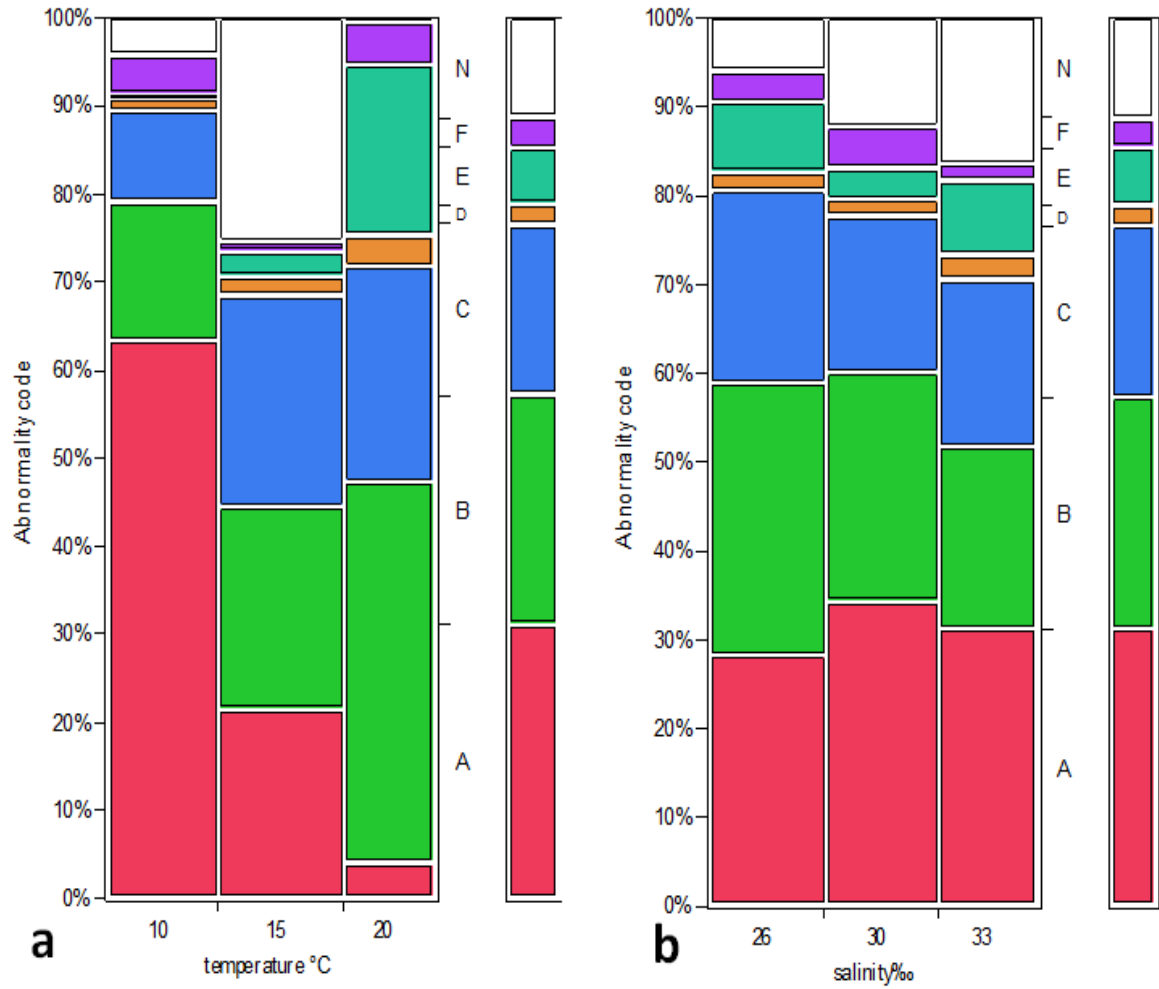 100%
90%
80%
70%
60%
50%
40%
30%
20%
10%
0%
Abnormality code
N
F
E
D
C
B
A
10 15 20
temperature °C
a
100%
90%
80%
70%
60%
50%
40%
30%
20%
10%
0%
Abnormality code
N
F
E
D
C
B
A
26 30 33
salinity‰
b